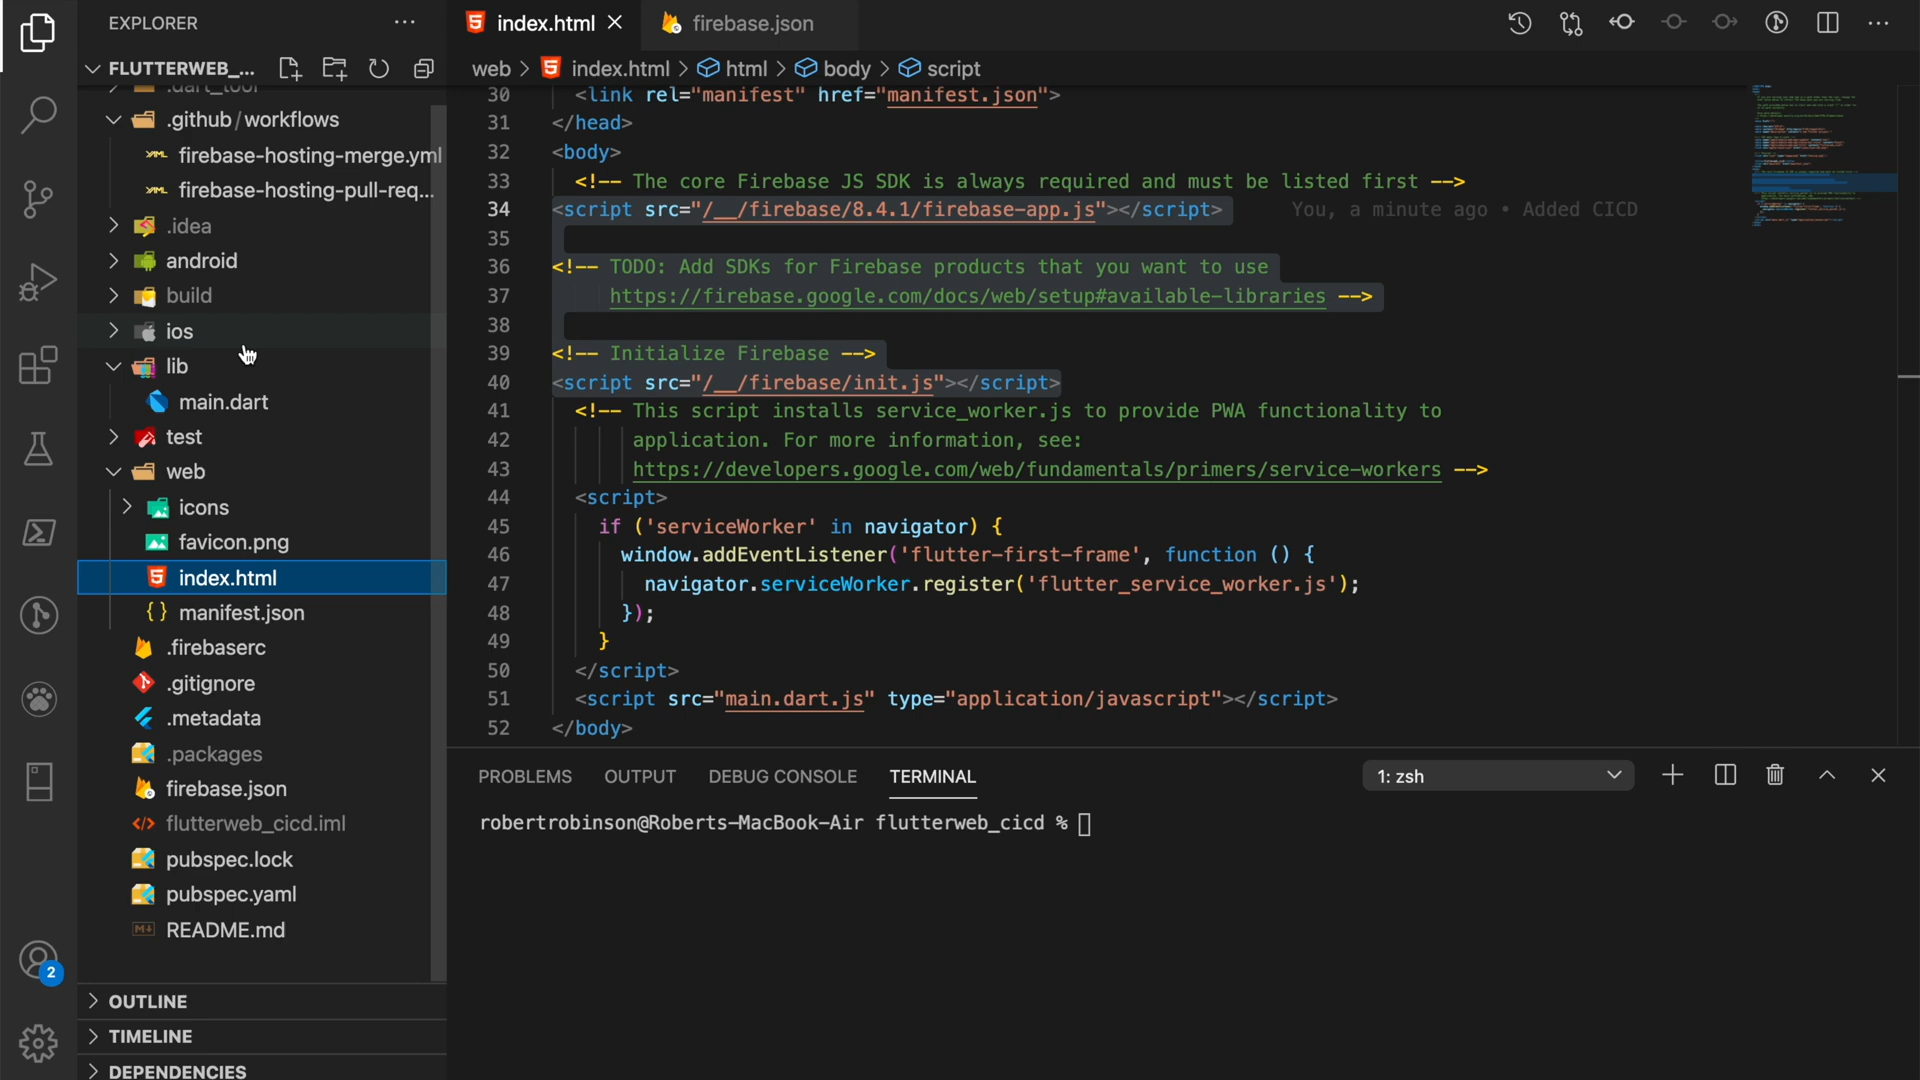 EXPLORER
FLUTTERWEB_...
.dart_tool
.github/workflows
firebase-hosting-merge.yml
firebase-hosting-pull-req...
.idea
android
build
ios
lib
main.dart
test
web
icons
favicon.png
index.html
manifest.json
.firebaserc
.gitignore
.metadata
.packages
firebase.json
flutterweb_cicd.iml
pubspec.lock
pubspec.yaml
README.md
OUTLINE
TIMELINE
DEPENDENCIES
2
index.html
firebase.json
web > index.html > html > body > script
30 <link rel="manifest" href="manifest.json">
31 </head>
32 <body>
33 <!-- The core Firebase JS SDK is always required and must be listed first -->
34 <script src="/__/firebase/8.4.1/firebase-app.js"></script> You, a minute ago • Added CICD
35
36 <!-- TODO: Add SDKs for Firebase products that you want to use
37 https://firebase.google.com/docs/web/setup#available-libraries -->
38
39 <!-- Initialize Firebase -->
40 <script src="/__/firebase/init.js"></script>
41 <!-- This script installs service_worker.js to provide PWA functionality to
42 application. For more information, see:
43 https://developers.google.com/web/fundamentals/primers/service-workers -->
44 <script>
45 if ('serviceWorker' in navigator) {
46 window.addEventListener('flutter-first-frame', function () {
47 navigator.serviceWorker.register('flutter_service_worker.js');
48 });
49 }
50 </script>
51 <script src="main.dart.js" type="application/javascript"></script>
52 </body>
PROBLEMS OUTPUT DEBUG CONSOLE TERMINAL 1: zsh
robertrobinson@Roberts-MacBook-Air flutterweb_cicd %